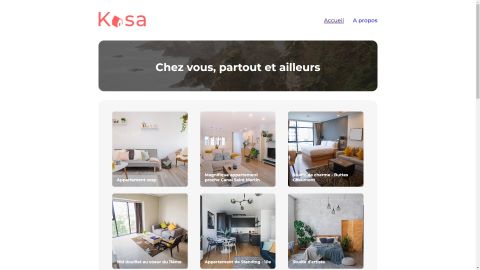 Kasa
Accueil A propos
Chez vous, partout et ailleurs
Appartement cosy
Magnifique appartement
proche Canal Saint Martin
Studio de charme - Buttes
Chaumont
Nid douillet au coeur du 11ème
Appartement de Standing - 10e
Studio d'artiste